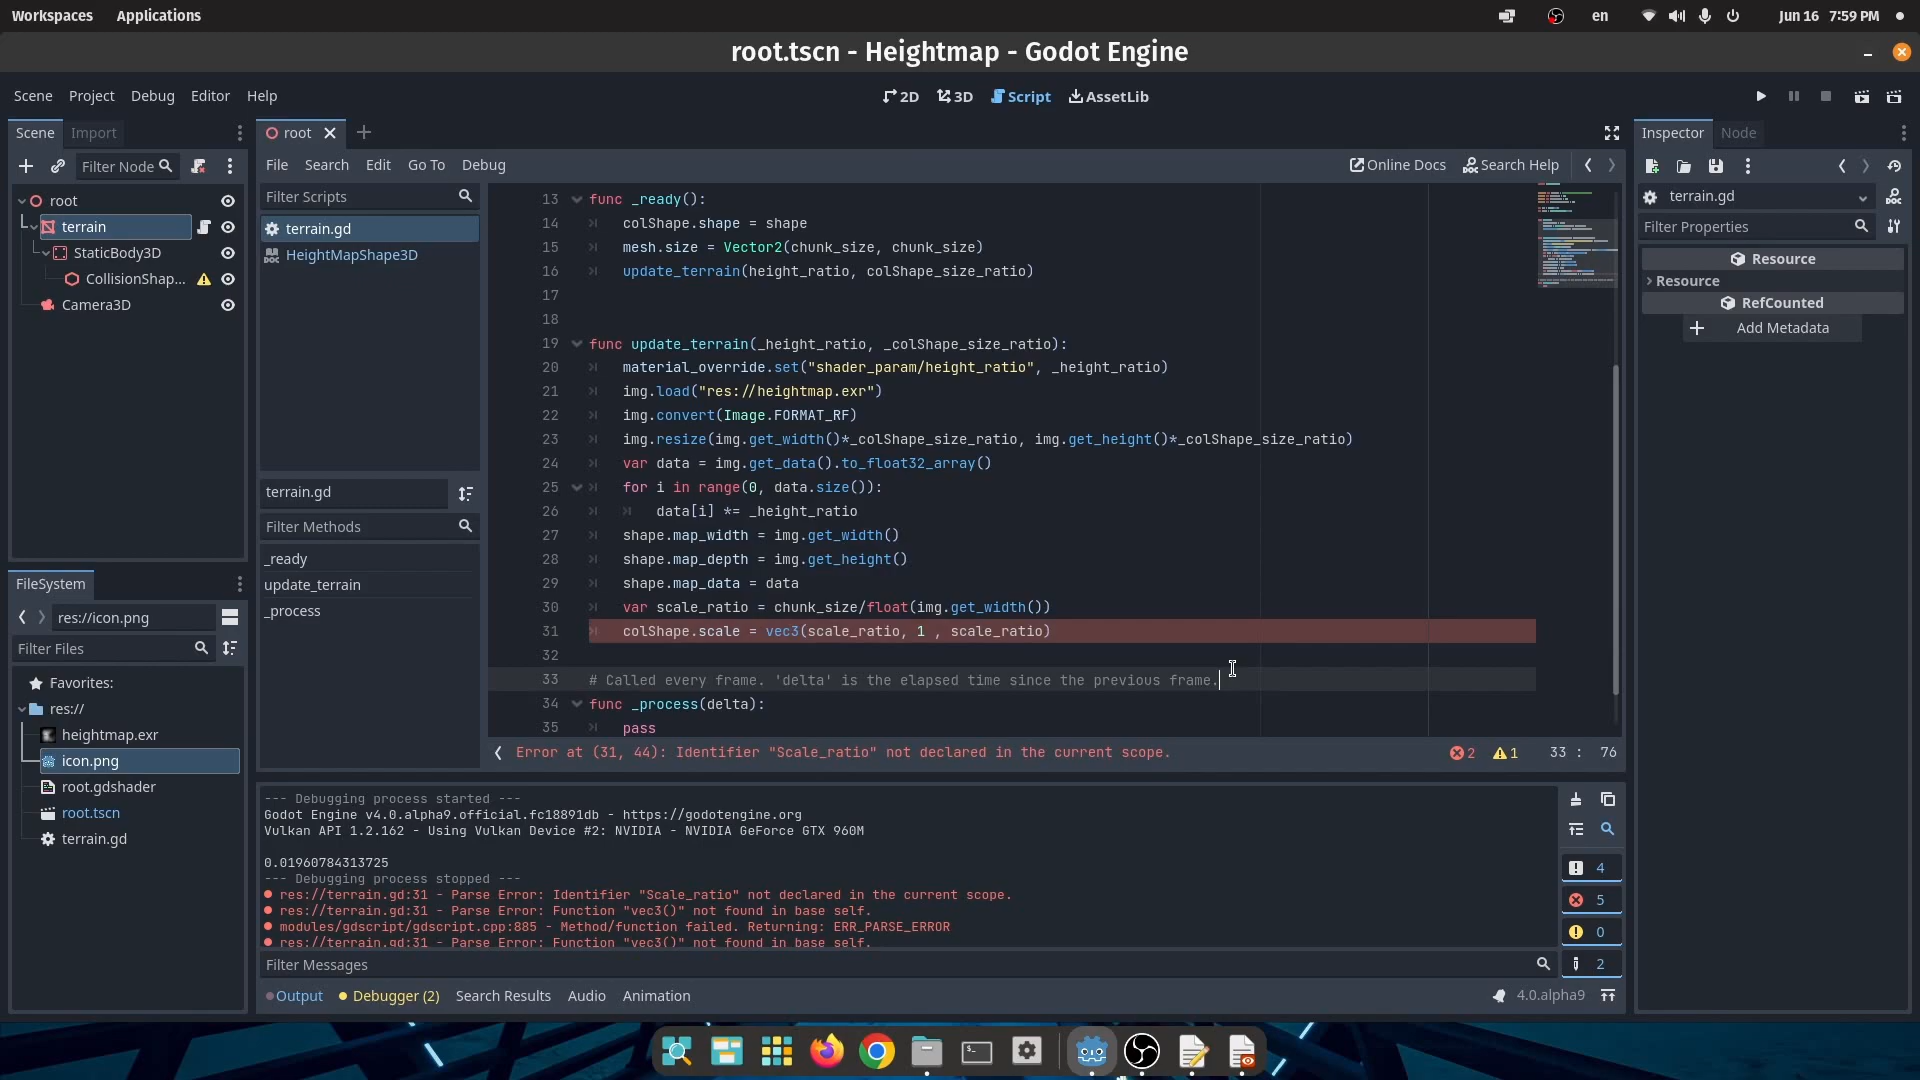 Workspaces Applications en Jun 16 7:59 PM
root.tscn - Heightmap - Godot Engine
Scene Project Debug Editor Help 2D 3D Script AssetLib
Scene Import
Filter Node
root
terrain
StaticBody3D
CollisionShap...
Camera3D
FileSystem
res://icon.png
Filter Files
Favorites:
res://
heightmap.exr
icon.png
root.gdshader
root.tscn
terrain.gd
root
File Search Edit Go To Debug Online Docs Search Help
Filter Scripts
terrain.gd
HeightMapShape3D
terrain.gd
Filter Methods
_ready
update_terrain
_process
13 func _ready():
14 colShape.shape = shape
15 mesh.size = Vector2(chunk_size, chunk_size)
16 update_terrain(height_ratio, colShape_size_ratio)
17
18
19 func update_terrain(_height_ratio, _colShape_size_ratio):
20 material_override.set("shader_param/height_ratio", _height_ratio)
21 img.load("res://heightmap.exr")
22 img.convert(Image.FORMAT_RF)
23 img.resize(img.get_width()*_colShape_size_ratio, img.get_height()*_colShape_size_ratio)
24 var data = img.get_data().to_float32_array()
25 for i in range(0, data.size()):
26 data[i] *= _height_ratio
27 shape.map_width = img.get_width()
28 shape.map_depth = img.get_height()
29 shape.map_data = data
30 var scale_ratio = chunk_size/float(img.get_width())
31 colShape.scale = vec3(scale_ratio, 1 , scale_ratio)
32
33 # Called every frame. 'delta' is the elapsed time since the previous frame.
34 func _process(delta):
35 pass
Error at (31, 44): Identifier "Scale_ratio" not declared in the current scope. 2 1 33 : 76
--- Debugging process started ---
Godot Engine v4.0.alpha9.official.fc18891db - https://godotengine.org
Vulkan API 1.2.162 - Using Vulkan Device #2: NVIDIA - NVIDIA GeForce GTX 960M
0.01960784313725
--- Debugging process stopped ---
res://terrain.gd:31 - Parse Error: Identifier "Scale_ratio" not declared in the current scope.
res://terrain.gd:31 - Parse Error: Function "vec3()" not found in base self.
modules/gdscript/gdscript.cpp:885 - Method/function failed. Returning: ERR_PARSE_ERROR
res://terrain.gd:31 - Parse Error: Function "vec3()" not found in base self.
4
5
0
2
Filter Messages
Output Debugger (2) Search Results Audio Animation 4.0.alpha9
Inspector Node
terrain.gd
Filter Properties
Resource
Resource
RefCounted
Add Metadata